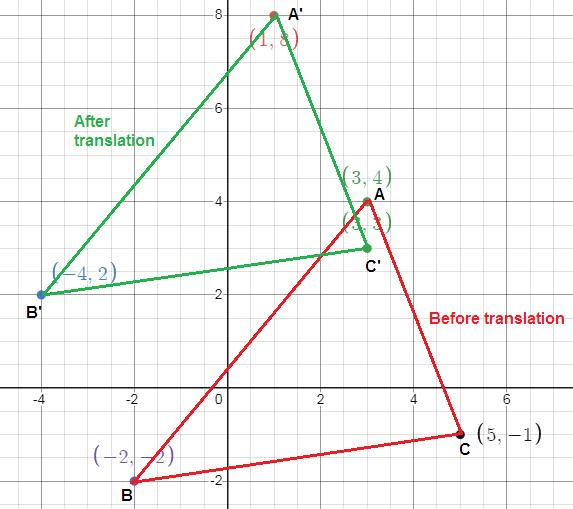 8
A'
(1, 8)
After
translation
6
(3, 4)
A
4
(3, 3)
C'
(−4, 2)
2
B'
Before translation
-4
-2
0
2
4
6
(5, −1)
C
(−2, −2)
-2
B